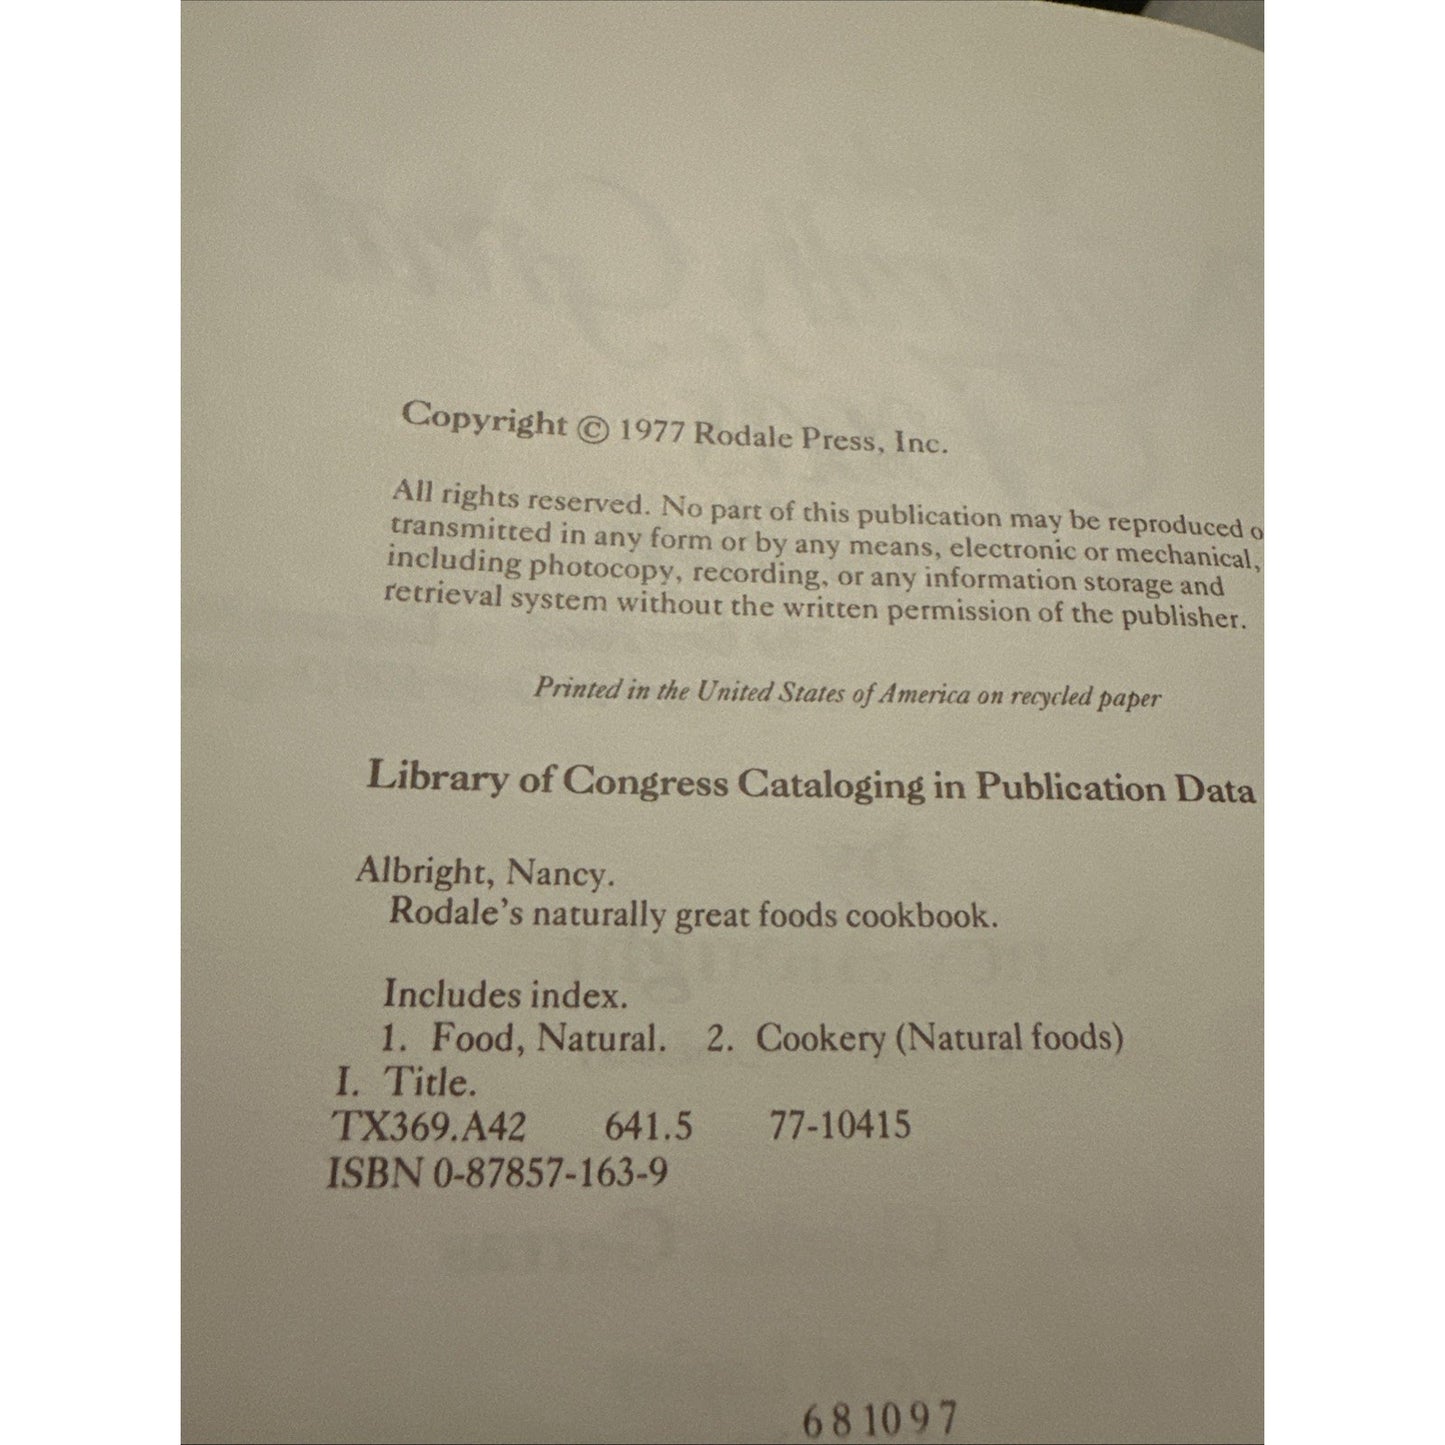 Copyright © 1977 Rodale Press, Inc.
All rights reserved. No part of this publication may be reproduced o
transmitted in any form or by any means, electronic or mechanical,
including photocopy, recording, or any information storage and
retrieval system without the written permission of the publisher.
Printed in the United States of America on recycled paper
Library of Congress Cataloging in Publication Data
Albright, Nancy.
Rodale's naturally great foods cookbook.
Includes index.
1. Food, Natural. 2. Cookery (Natural foods)
I. Title.
TX369.A42 641.5 77-10415
ISBN 0-87857-163-9
681097